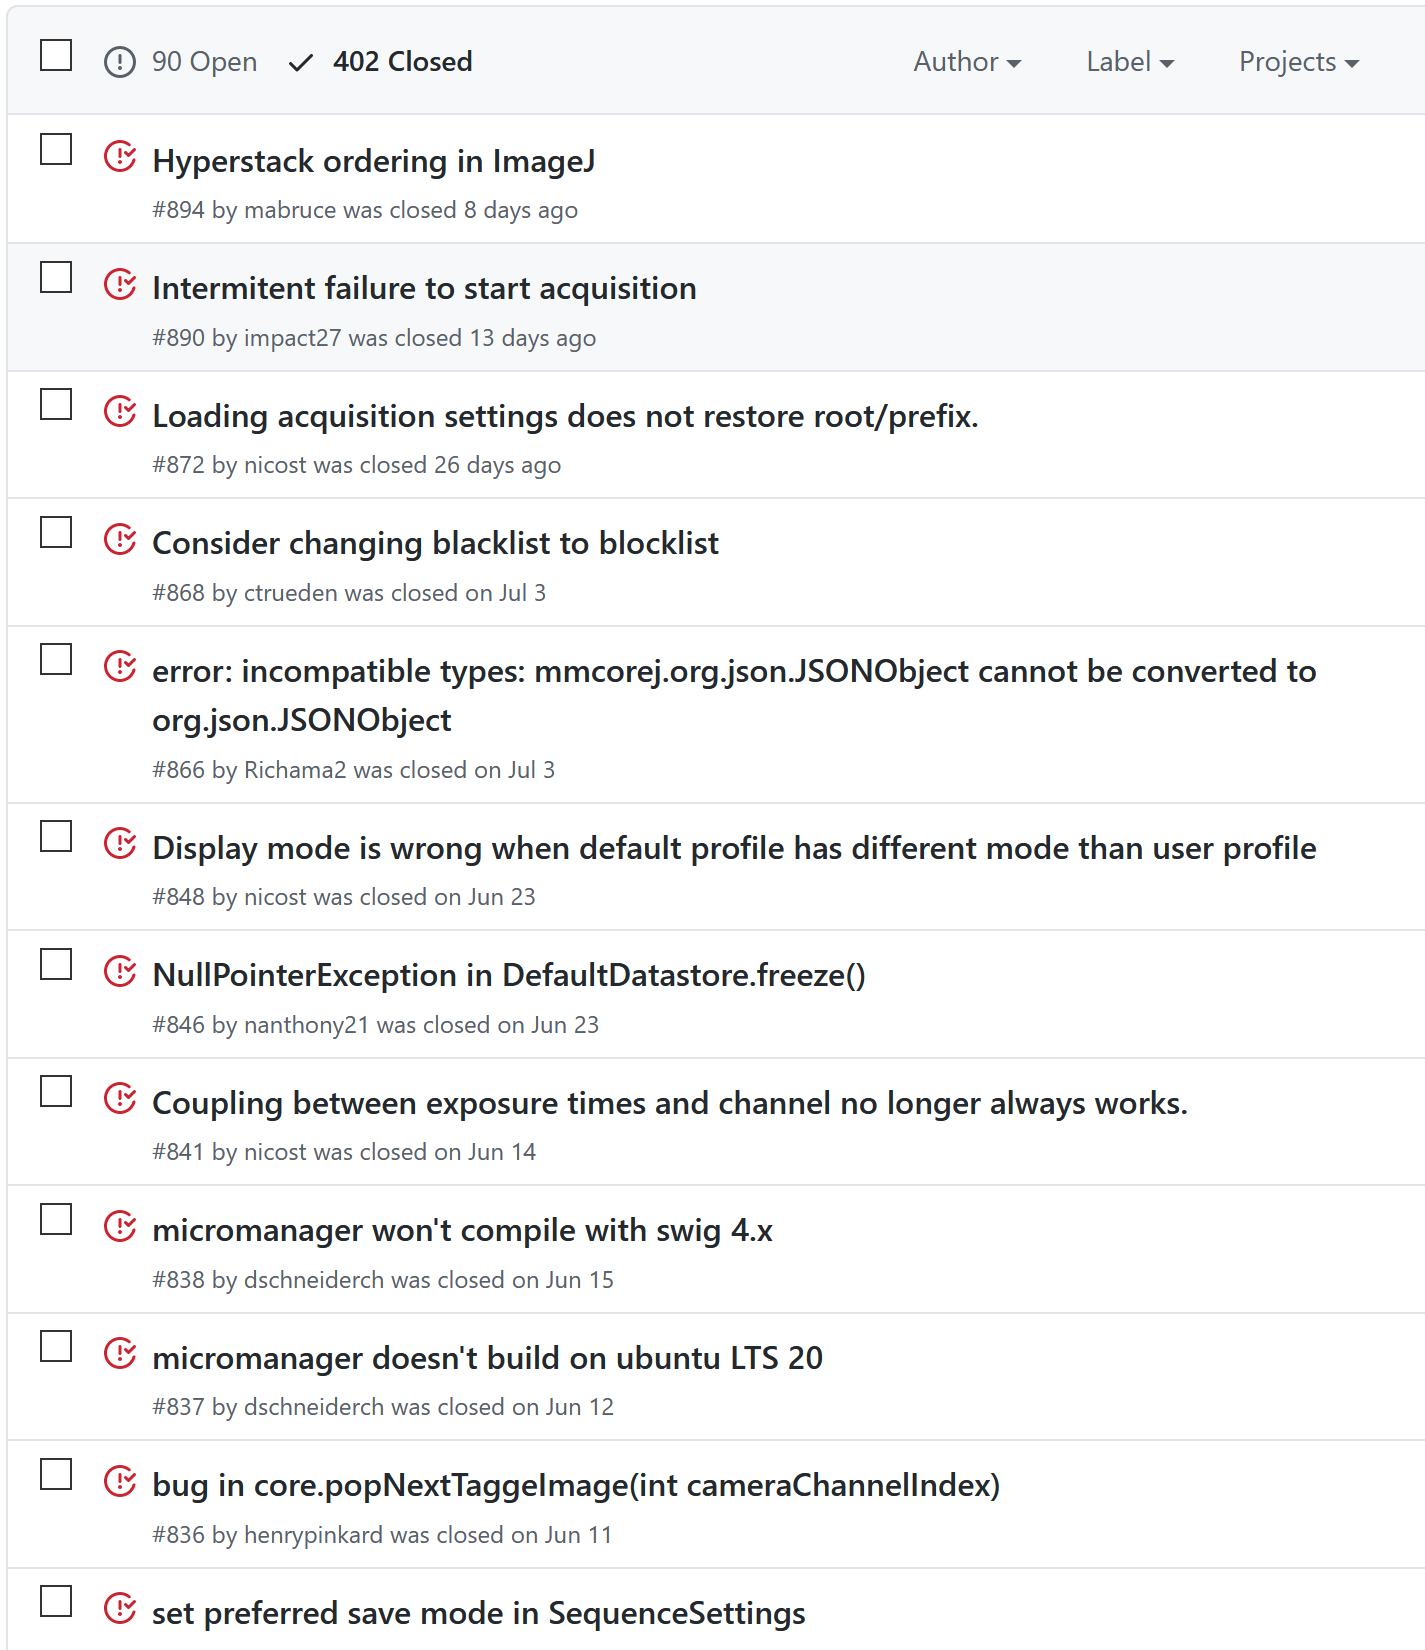 90 Open 402 Closed Author Label Projects
Hyperstack ordering in ImageJ
#894 by mabruce was closed 8 days ago
Intermitent failure to start acquisition
#890 by impact27 was closed 13 days ago
Loading acquisition settings does not restore root/prefix.
#872 by nicost was closed 26 days ago
Consider changing blacklist to blocklist
#868 by ctrueden was closed on Jul 3
error: incompatible types: mmcorej.org.json.JSONObject cannot be converted to
org.json.JSONObject
#866 by Richama2 was closed on Jul 3
Display mode is wrong when default profile has different mode than user profile
#848 by nicost was closed on Jun 23
NullPointerException in DefaultDatastore.freeze()
#846 by nanthony21 was closed on Jun 23
Coupling between exposure times and channel no longer always works.
#841 by nicost was closed on Jun 14
micromanager won't compile with swig 4.x
#838 by dschneiderch was closed on Jun 15
micromanager doesn't build on ubuntu LTS 20
#837 by dschneiderch was closed on Jun 12
bug in core.popNextTaggeImage(int cameraChannelIndex)
#836 by henrypinkard was closed on Jun 11
set preferred save mode in SequenceSettings